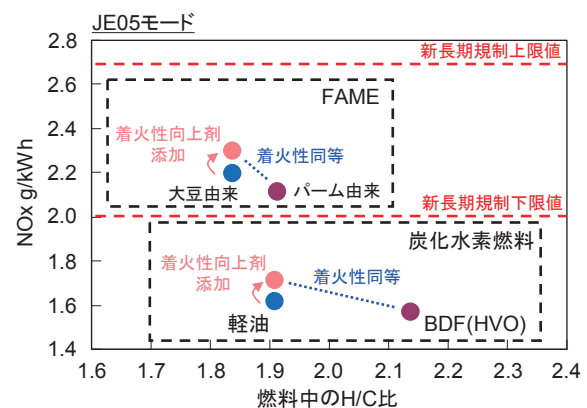 JE05モード
2.8
新長期規制上限値
2.6
FAME
2.4
着火性向上剤
添加
着火性同等
2.2
大豆由来
パーム由来
NOx g/kWh
2.0
新長期規制下限値
炭化水素燃料
1.8
着火性向上剤
添加
着火性同等
1.6
軽油
BDF(HVO)
1.4
1.6 1.7 1.8 1.9 2.0 2.1 2.2 2.3 2.4
燃料中のH/C比